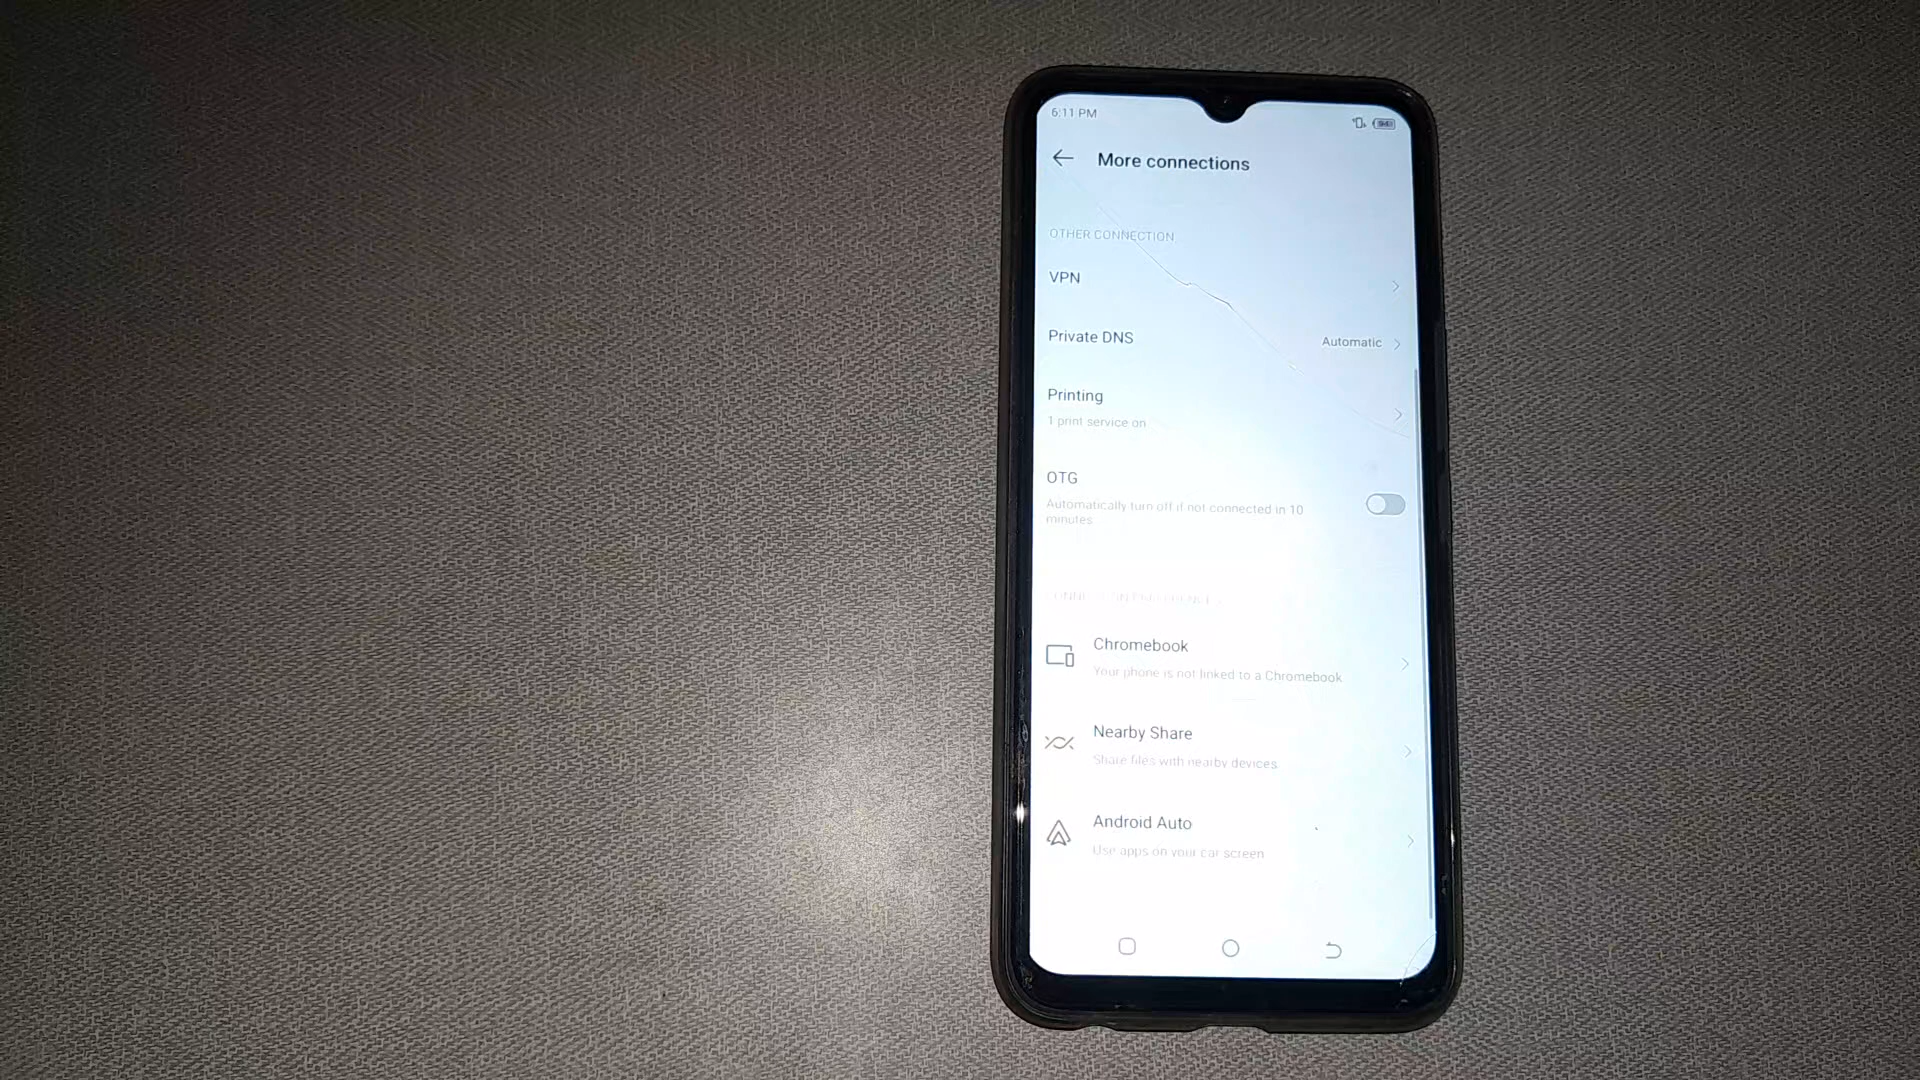 6:11 PM
More connections
OTHER CONNECTION
VPN
Private DNS
Automatic
Printing
1 print service on
OTG
Automatically turn off if not connected in 10
minutes
Chromebook
Your phone is not linked to a Chromebook
Nearby Share
Share files with nearby devices
Android Auto
Use apps on your car screen